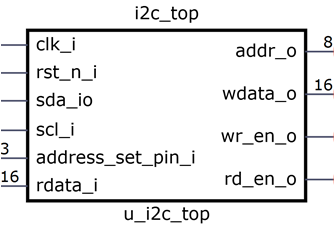 i2c_top
clk_i
rst_n_i
sda_io
scl_i
3
address_set_pin_i
16
rdata_i
8
addr_o
16
wdata_o
wr_en_o
rd_en_o
u_i2c_top